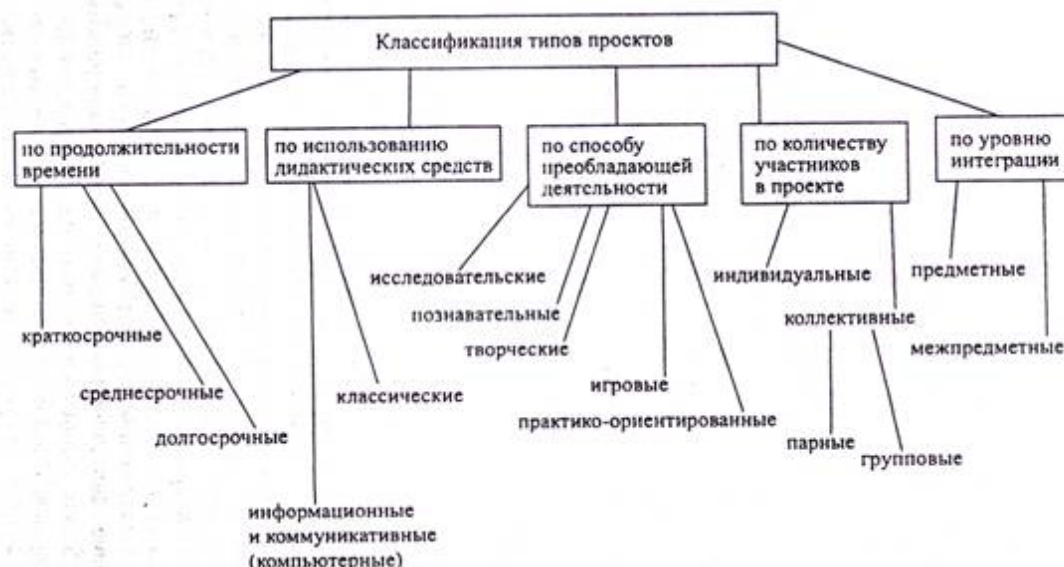 Классификация типов проектов
по продолжительности
времени
по использованию
дидактических средств
по способу
преобладающей
деятельности
по количеству
участников
в проекте
по уровню
интеграции
краткосрочные
среднесрочные
долгосрочные
классические
информационные
и коммуникативные
(компьютерные)
исследовательские
познавательные
творческие
игровые
практико-ориентированные
индивидуальные
коллективные
парные
групповые
предметные
межпредметные